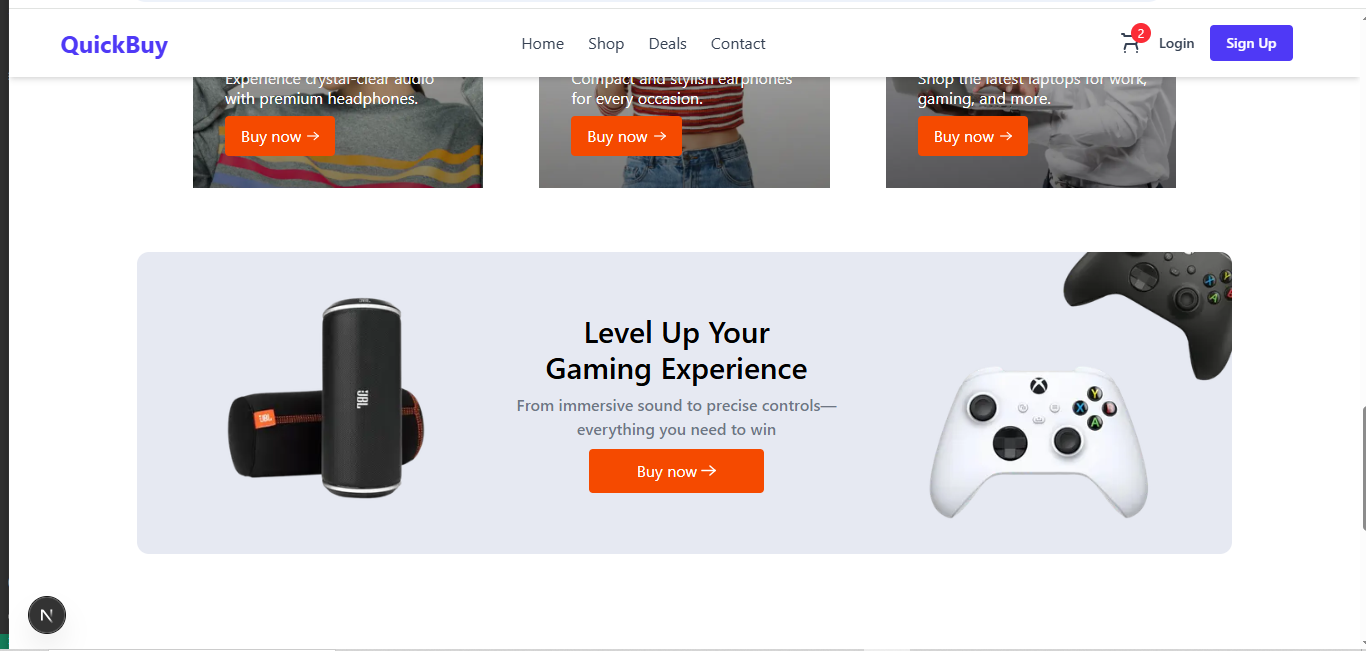 QuickBuy
Home Shop Deals Contact
2
Login
Sign Up
Experience crystal-clear audio
with premium headphones.
Buy now →
Compact and stylish earphones
for every occasion.
Buy now →
Shop the latest laptops for work,
gaming, and more.
Buy now →
JBL
JBL
Level Up Your
Gaming Experience
From immersive sound to precise controls—
everything you need to win
Buy now →
X
Y
A
Y
X
A
N